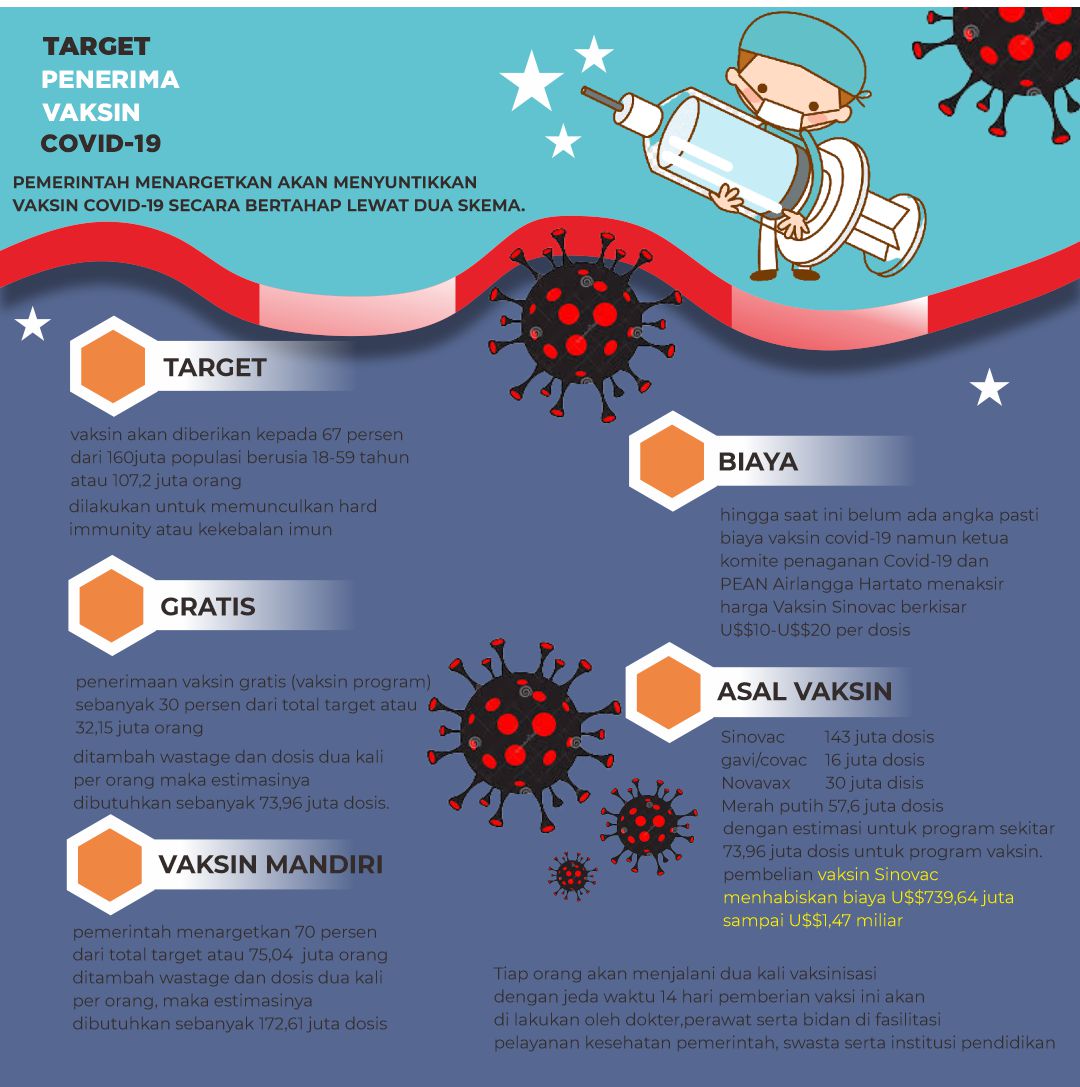 TARGET
PENERIMA
VAKSIN
COVID-19
PEMERINTAH MENARGETKAN AKAN MENYUNTIKKAN
VAKSIN COVID-19 SECARA BERTAHAP LEWAT DUA SKEMA.
TARGET
vaksin akan diberikan kepada 67 persen
dari 160juta populasi berusia 18-59 tahun
atau 107,2 juta orang
dilakukan untuk memunculkan hard
immunity atau kekebalan imun
GRATIS
penerimaan vaksin gratis (vaksin program)
sebanyak 30 persen dari total target atau
32,15 juta orang
ditambah wastage dan dosis dua kali
per orang maka estimasinya
dibutuhkan sebanyak 73,96 juta dosis.
VAKSIN MANDIRI
pemerintah menargetkan 70 persen
dari total target atau 75,04 juta orang
ditambah wastage dan dosis dua kali
per orang, maka estimasinya
dibutuhkan sebanyak 172,61 juta dosis
BIAYA
hingga saat ini belum ada angka pasti
biaya vaksin covid-19 namun ketua
komite penaganan Covid-19 dan
PEAN Airlangga Hartato menaksir
harga Vaksin Sinovac berkisar
U$$10-U$$20 per dosis
ASAL VAKSIN
Sinovac 143 juta dosis
gavi/covac 16 juta dosis
Novavax 30 juta disis
Merah putih 57,6 juta dosis
dengan estimasi untuk program sekitar
73,96 juta dosis untuk program vaksin.
pembelian vaksin Sinovac
menhabiskan biaya U$$739,64 juta
sampai U$$1,47 miliar
Tiap orang akan menjalani dua kali vaksinisasi
dengan jeda waktu 14 hari pemberian vaksi ini akan
di lakukan oleh dokter,perawat serta bidan di fasilitasi
pelayanan kesehatan pemerintah, swasta serta institusi pendidikan